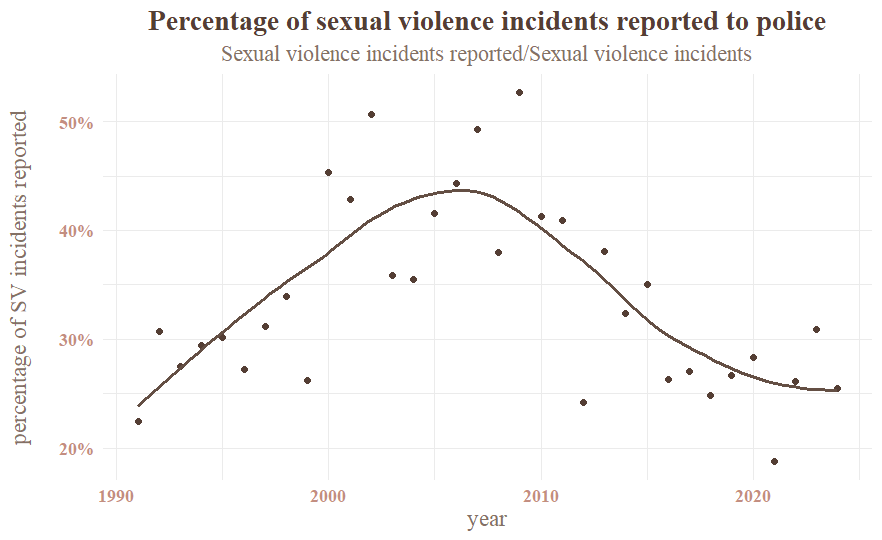 Percentage of sexual violence incidents reported to police
Sexual violence incidents reported/Sexual violence incidents
percentage of SV incidents reported
50%
40%
30%
20%
1990 2000 2010 2020
year